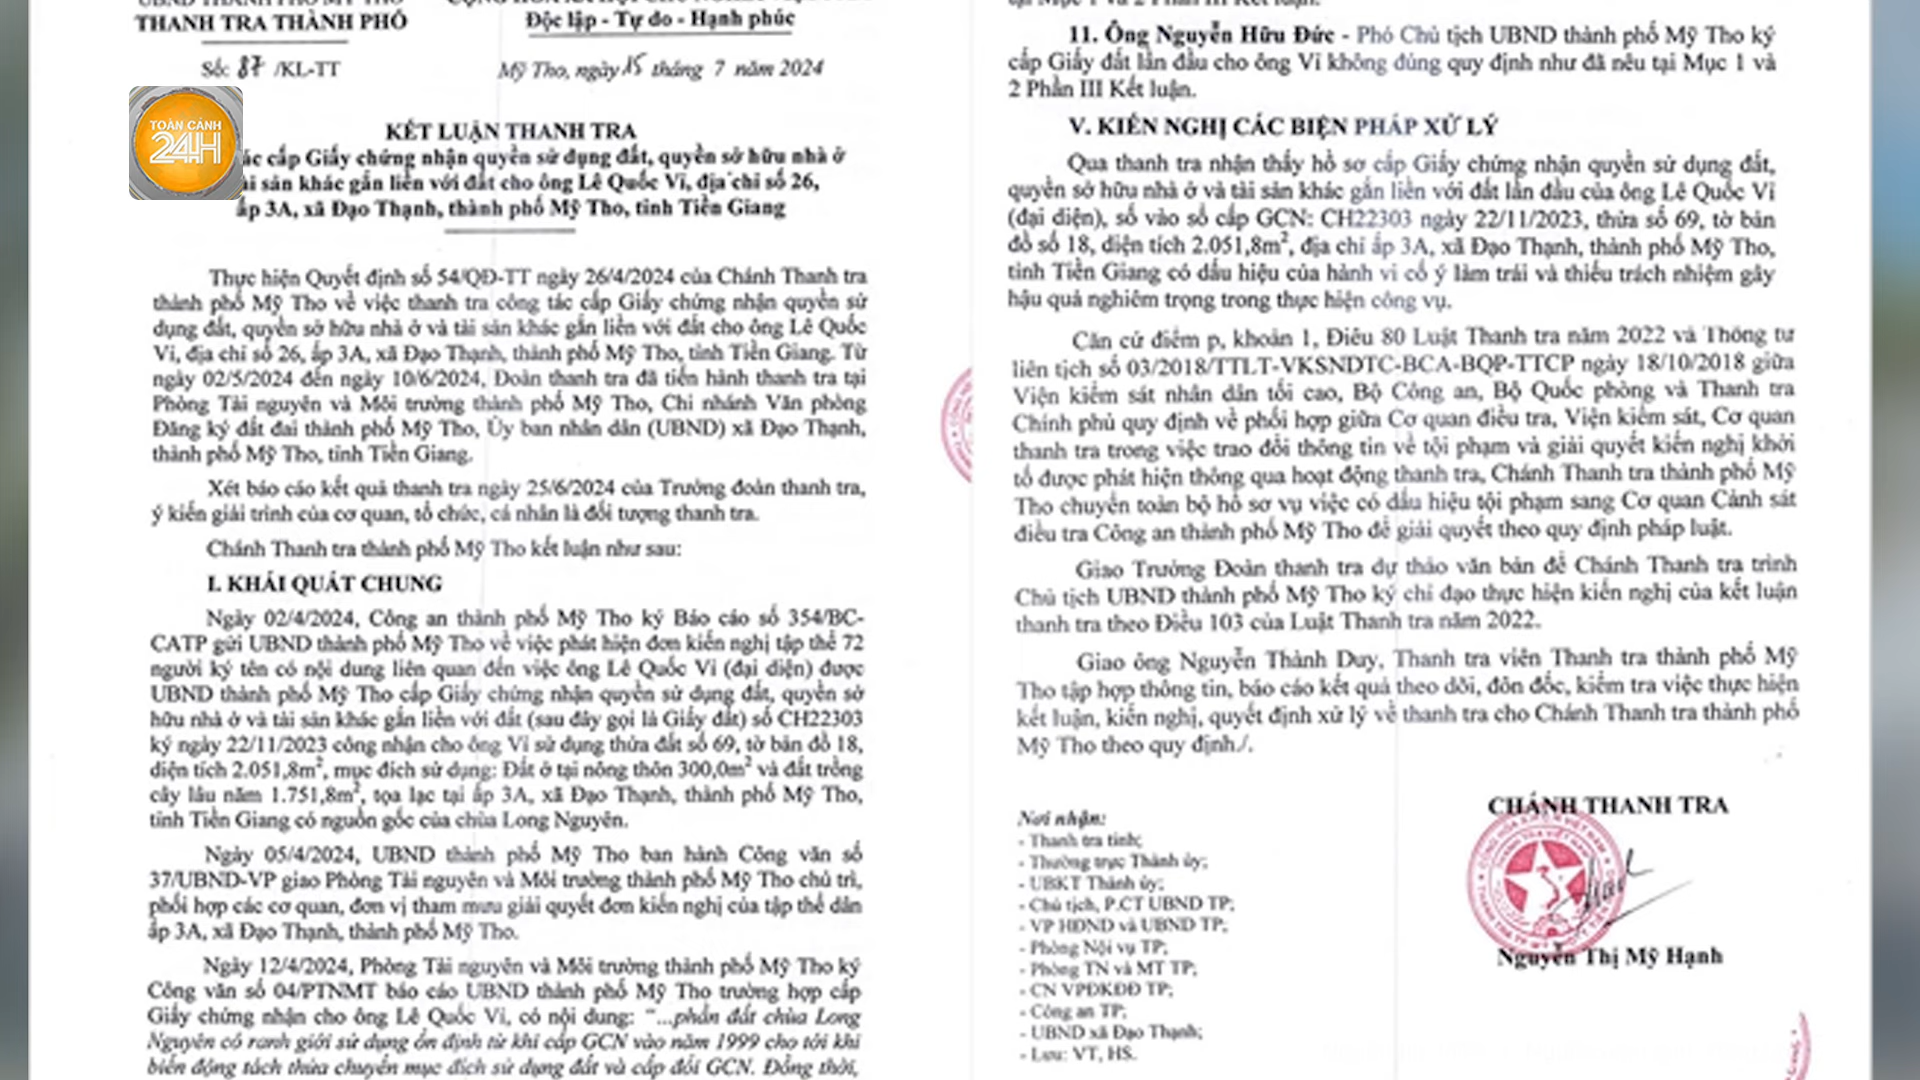 THANH TRA THÀNH PHỐ
Độc lập - Tự do - Hạnh phúc
Số: 87 /KL-TT
Mỹ Tho, ngày 15 tháng 7 năm 2024
TOÀN CẢNH
24H
KẾT LUẬN THANH TRA
cấp Giấy chứng nhận quyền sử dụng đất, quyền sở hữu nhà ở
sản khác gắn liền với đất cho ông Lê Quốc Vi, địa chỉ số 26,
ấp 3A, xã Đạo Thạnh, thành phố Mỹ Tho, tỉnh Tiền Giang
Thực hiện Quyết định số 54/QĐ-TT ngày 26/4/2024 của Chánh Thanh tra
thành phố Mỹ Tho về việc thanh tra công tác cấp Giấy chứng nhận quyền sử
dụng đất, quyền sở hữu nhà ở và tài sản khác gắn liền với đất cho ông Lê Quốc
Vi, địa chỉ số 26, ấp 3A, xã Đạo Thạnh, thành phố Mỹ Tho, tỉnh Tiền Giang. Từ
ngày 02/5/2024 đến ngày 10/6/2024, Đoàn thanh tra đã tiến hành thanh tra tại
Phòng Tài nguyên và Môi trường thành phố Mỹ Tho, Chi nhánh Văn phòng
Đăng ký đất đai thành phố Mỹ Tho, Ủy ban nhân dân (UBND) xã Đạo Thạnh,
thành phố Mỹ Tho, tỉnh Tiền Giang.
Xét báo cáo kết quả thanh tra ngày 25/6/2024 của Trưởng đoàn thanh tra,
ý kiến giải trình của cơ quan, tổ chức, cá nhân là đối tượng thanh tra.
Chánh Thanh tra thành phố Mỹ Tho kết luận như sau:
I. KHÁI QUÁT CHUNG
Ngày 02/4/2024, Công an thành phố Mỹ Tho ký Báo cáo số 354/BC-
CATP gửi UBND thành phố Mỹ Tho về việc phát hiện đơn kiến nghị tập thể 72
người ký tên có nội dung liên quan đến việc ông Lê Quốc Vi (đại diện) được
UBND thành phố Mỹ Tho cấp Giấy chứng nhận quyền sử dụng đất, quyền sở
hữu nhà ở và tài sản khác gắn liền với đất (sau đây gọi là Giấy đất) số CH22303
ký ngày 22/11/2023 công nhận cho ông Vi sử dụng thửa đất số 69, tờ bản đồ 18,
diện tích 2.051,8m², mục đích sử dụng: Đất ở tại nông thôn 300,0m² và đất trồng
cây lâu năm 1.751,8m², tọa lạc tại ấp 3A, xã Đạo Thạnh, thành phố Mỹ Tho,
tỉnh Tiền Giang có nguồn gốc của chùa Long Nguyên.
Ngày 05/4/2024, UBND thành phố Mỹ Tho ban hành Công văn số
37/UBND-VP giao Phòng Tài nguyên và Môi trường thành phố Mỹ Tho chủ trì,
phối hợp các cơ quan, đơn vị tham mưu giải quyết đơn kiến nghị của tập thể dân
ấp 3A, xã Đạo Thạnh, thành phố Mỹ Tho.
Ngày 12/4/2024, Phòng Tài nguyên và Môi trường thành phố Mỹ Tho ký
Công văn số 04/PTNMT báo cáo UBND thành phố Mỹ Tho trường hợp cấp
Giấy chứng nhận cho ông Lê Quốc Vi, có nội dung: "...phần đất chùa Long
Nguyên có ranh giới sử dụng ổn định từ khi cấp GCN vào năm 1999 cho tới khi
biến động tách thửa chuyển mục đích sử dụng đất và cấp đổi GCN. Đồng thời,
11. Ông Nguyễn Hữu Đức - Phó Chủ tịch UBND thành phố Mỹ Tho ký
cấp Giấy đất lần đầu cho ông Vi không đúng quy định như đã nêu tại Mục 1 và
2 Phần III Kết luận.
V. KIẾN NGHỊ CÁC BIỆN PHÁP XỬ LÝ
Qua thanh tra nhận thấy hồ sơ cấp Giấy chứng nhận quyền sử dụng đất,
quyền sở hữu nhà ở và tài sản khác gắn liền với đất lần đầu của ông Lê Quốc Vi
(đại diện), số vào sổ cấp GCN: CH22303 ngày 22/11/2023, thửa số 69, tờ bản
đồ số 18, diện tích 2.051,8m², địa chỉ ấp 3A, xã Đạo Thạnh, thành phố Mỹ Tho,
tỉnh Tiền Giang có dấu hiệu của hành vi cố ý làm trái và thiếu trách nhiệm gây
hậu quả nghiêm trọng trong thực hiện công vụ.
Căn cứ điểm p, khoản 1, Điều 80 Luật Thanh tra năm 2022 và Thông tư
liên tịch số 03/2018/TTLT-VKSNDTC-BCA-BQP-TTCP ngày 18/10/2018 giữa
Viện kiểm sát nhân dân tối cao, Bộ Công an, Bộ Quốc phòng và Thanh tra
Chính phủ quy định về phối hợp giữa Cơ quan điều tra, Viện kiểm sát, Cơ quan
thanh tra trong việc trao đổi thông tin về tội phạm và giải quyết kiến nghị khởi
tố được phát hiện thông qua hoạt động thanh tra, Chánh Thanh tra thành phố Mỹ
Tho chuyển toàn bộ hồ sơ vụ việc có dấu hiệu tội phạm sang Cơ quan Cảnh sát
điều tra Công an thành phố Mỹ Tho để giải quyết theo quy định pháp luật.
Giao Trưởng Đoàn thanh tra dự thảo văn bản để Chánh Thanh tra trình
Chủ tịch UBND thành phố Mỹ Tho ký chỉ đạo thực hiện kiến nghị của kết luận
thanh tra theo Điều 103 của Luật Thanh tra năm 2022.
Giao ông Nguyễn Thành Duy, Thanh tra viên Thanh tra thành phố Mỹ
Tho tập hợp thông tin, báo cáo kết quả theo dõi, đôn đốc, kiểm tra việc thực hiện
kết luận, kiến nghị, quyết định xử lý về thanh tra cho Chánh Thanh tra thành phố
Mỹ Tho theo quy định./.
Nơi nhận:
- Thanh tra tỉnh;
- Thường trực Thành ủy;
- UBKT Thành ủy;
- Chủ tịch, P.CT UBND TP;
- VP HĐND và UBND TP;
- Phòng Nội vụ TP;
- Phòng TN và MT TP;
- CN VPĐKĐĐ TP;
- Công an TP;
- UBND xã Đạo Thạnh;
- Lưu: VT, HS.
CHÁNH THANH TRA
Nguyễn Thị Mỹ Hạnh